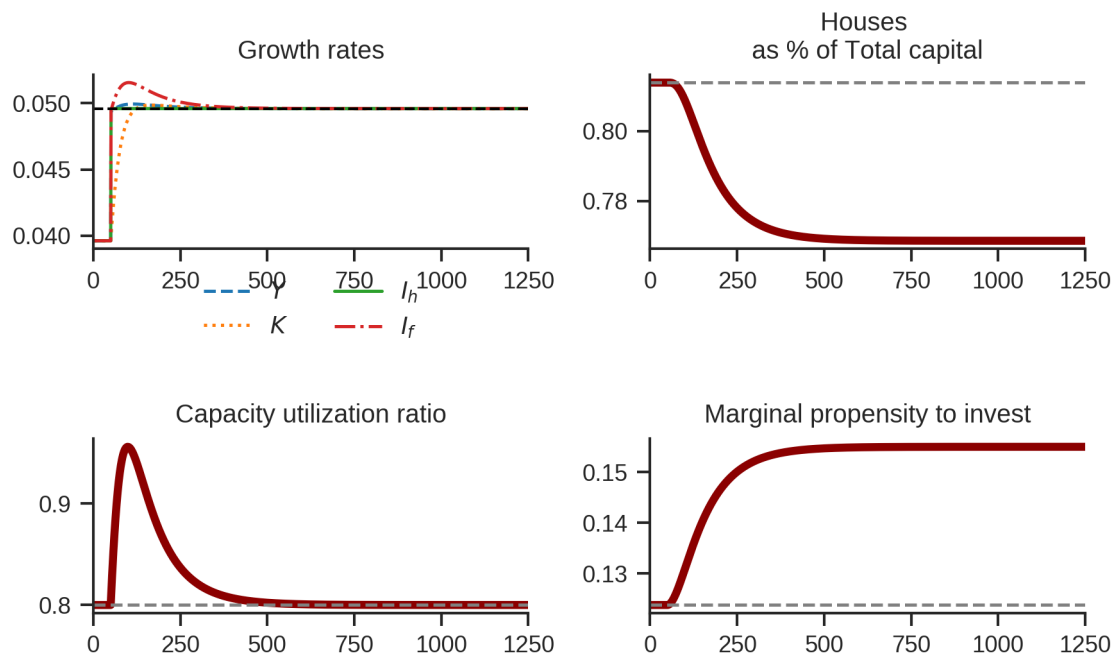 Growth rates
0.050
0.045
0.040
0 250 500 750 1000 1250
Y I_h
K I_f
Houses
as % of Total capital
0.80
0.78
0 250 500 750 1000 1250
Capacity utilization ratio
0.9
0.8
0 250 500 750 1000 1250
Marginal propensity to invest
0.15
0.14
0.13
0 250 500 750 1000 1250